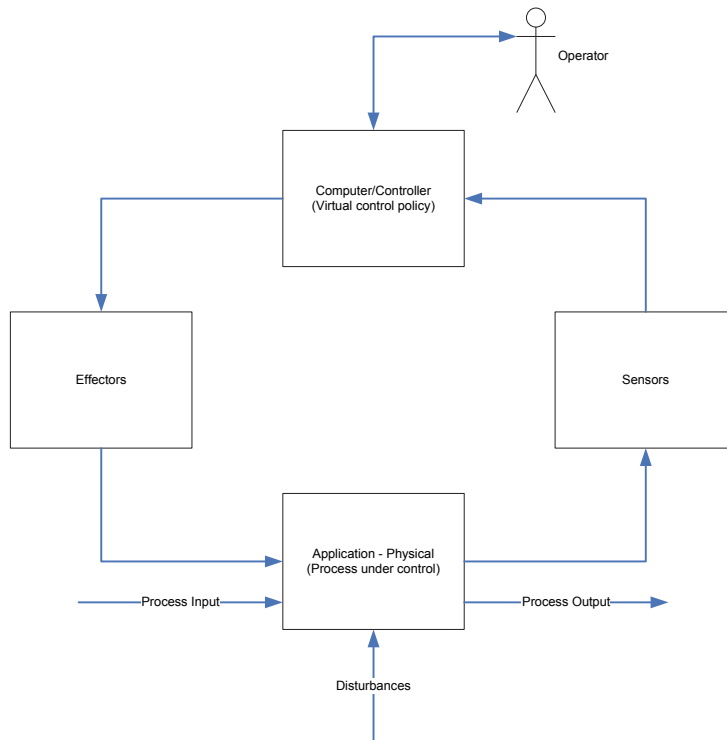 Operator
Computer/Controller
(Virtual control policy)
Effectors
Sensors
Application - Physical
(Process under control)
Process Input
Process Output
Disturbances